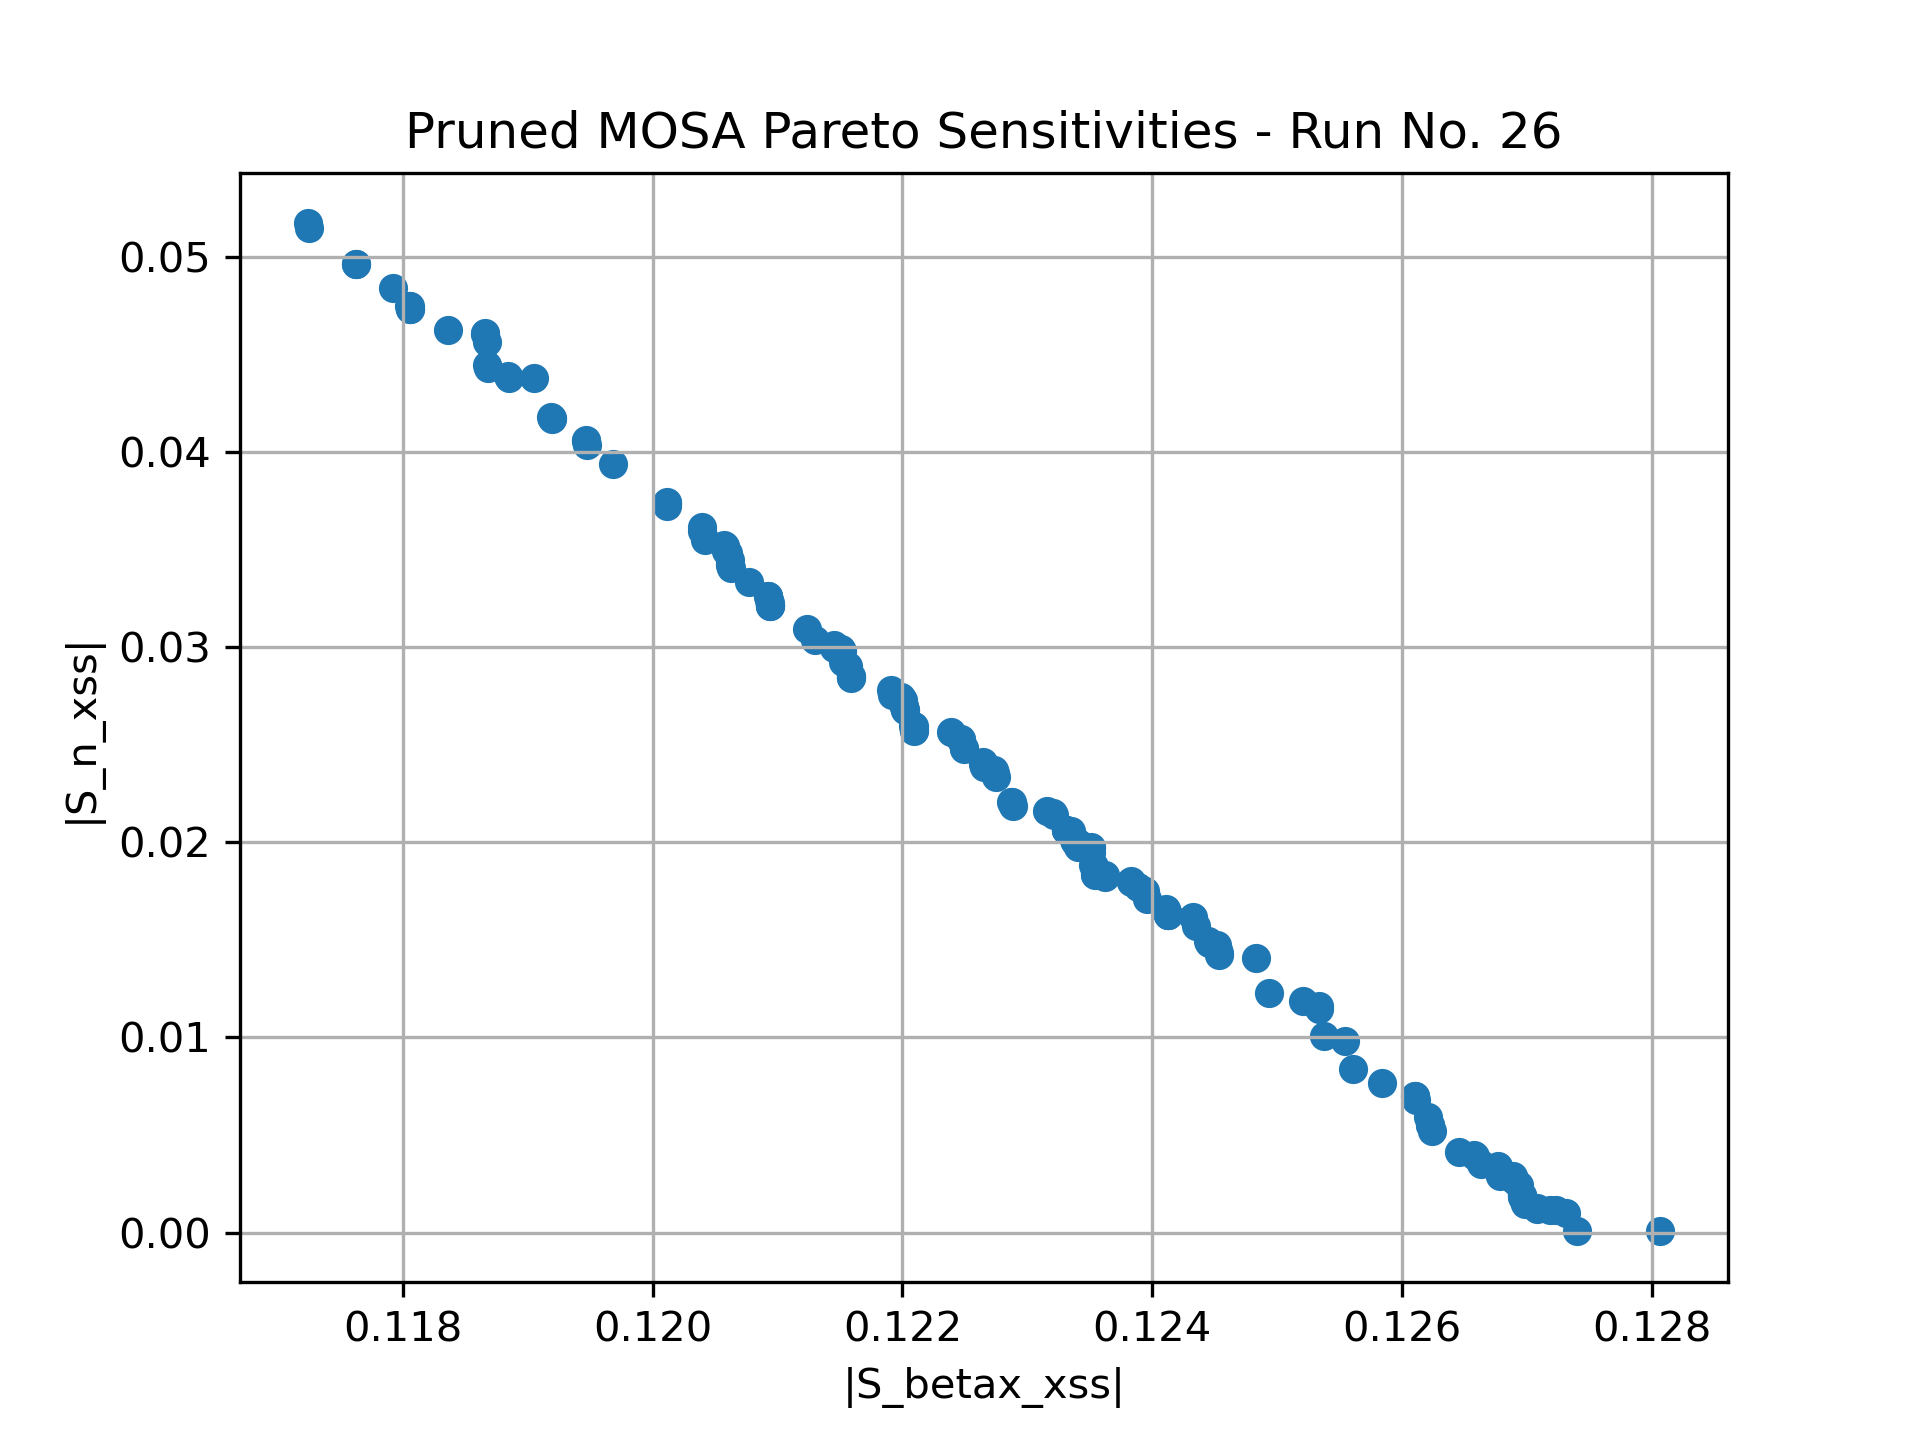 Pruned MOSA Pareto Sensitivities - Run No. 26
|S_n_xss|
0.05
0.04
0.03
0.02
0.01
0.00
0.118 0.120 0.122 0.124 0.126 0.128
|S_betax_xss|